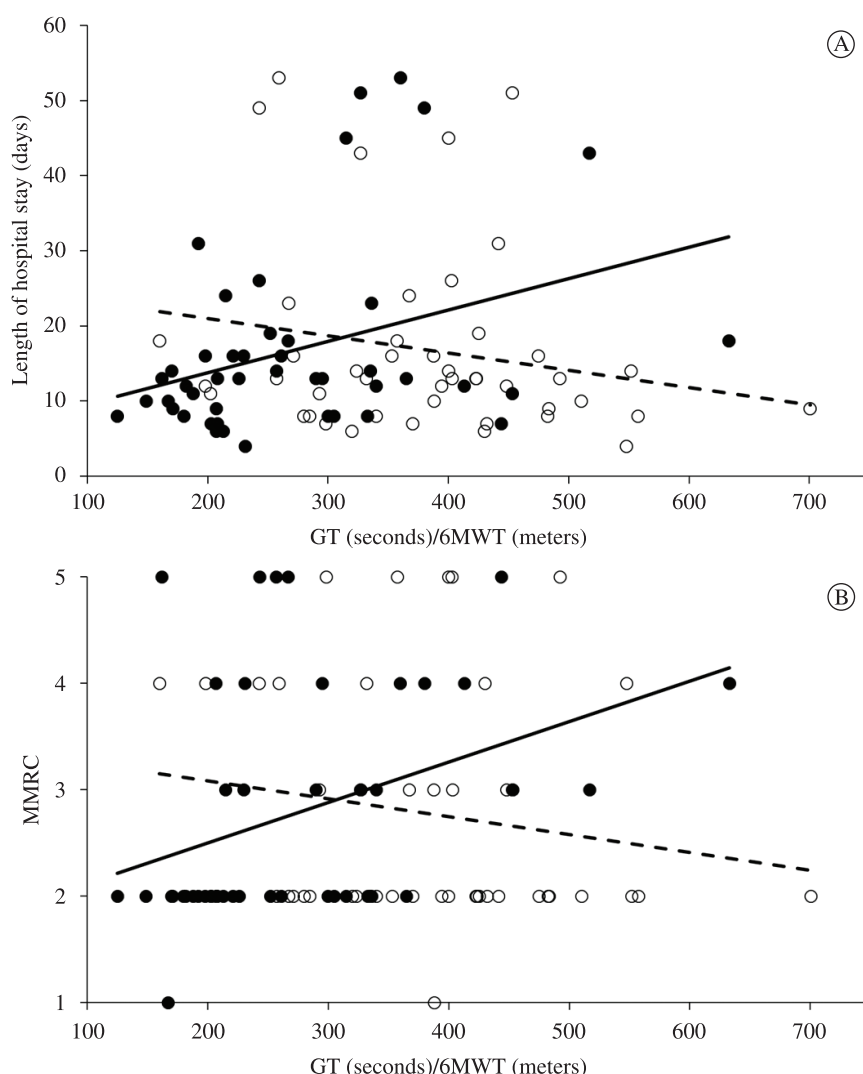 60
A
50
40
30
20
10
0
Length of hospital stay (days)
100 200 300 400 500 600 700
GT (seconds)/6MWT (meters)
5
B
4
3
2
1
MMRC
100 200 300 400 500 600 700
GT (seconds)/6MWT (meters)